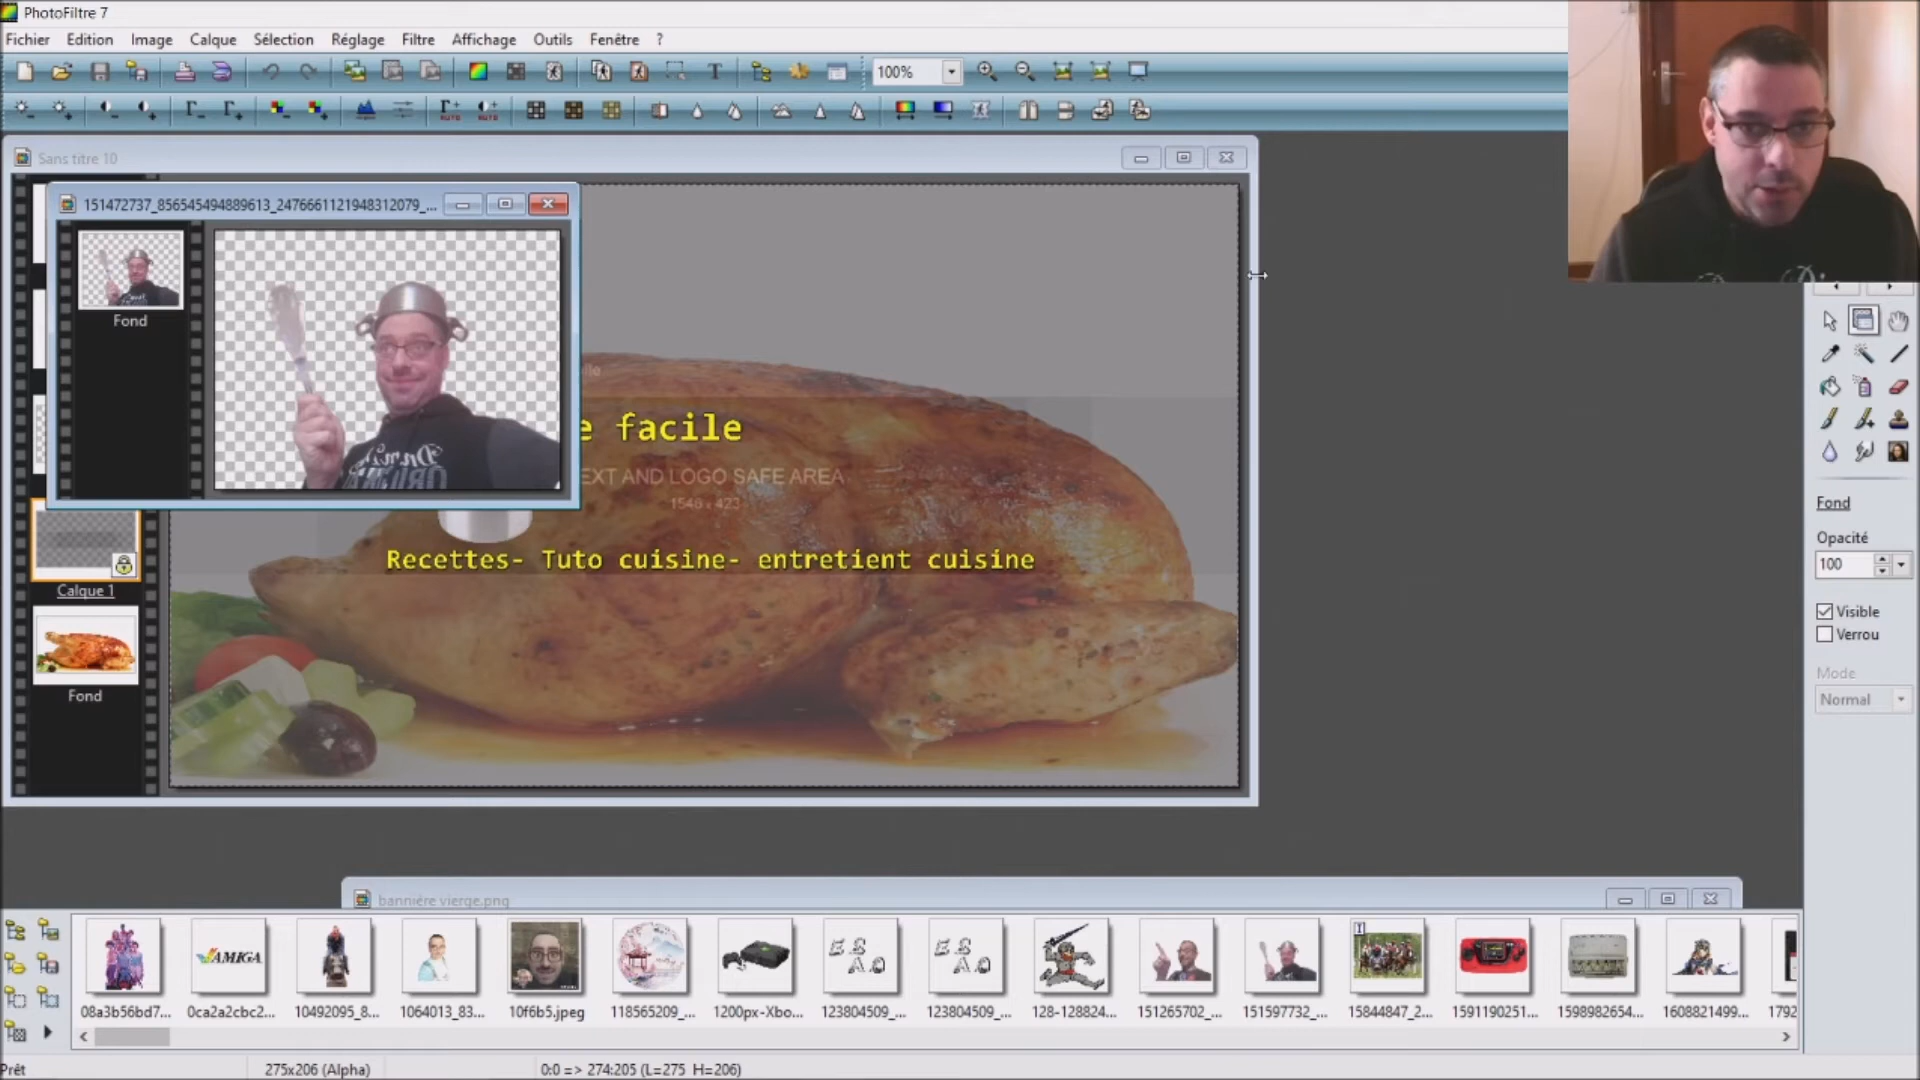 PhotoFiltre 7
Fichier Edition Image Calque Sélection Réglage Filtre Affichage Outils Fenêtre ?
100%
Sans titre 10
151472737_856545494889613_2476661121948312079_...
Fond
e facile
EXT AND LOGO SAFE AREA
1546 x 423
Recettes- Tuto cuisine- entretient cuisine
Calque 1
Fond
Fond
Opacité
100
Visible
Verrou
Mode
Normal
bannière vierge.png
AMIGA
08a3b56bd7... 0ca2a2cbc2... 10492095_8... 1064013_83... 10f6b5.jpeg 118565209_... 1200px-Xbo... 123804509_... 123804509_... 128-128824... 151265702_... 151597732_... 15844847_2... 1591190251... 1598982654... 1608821499... 1792
Prêt 275x206 (Alpha) 0:0 => 274:205 (L=275 H=206)